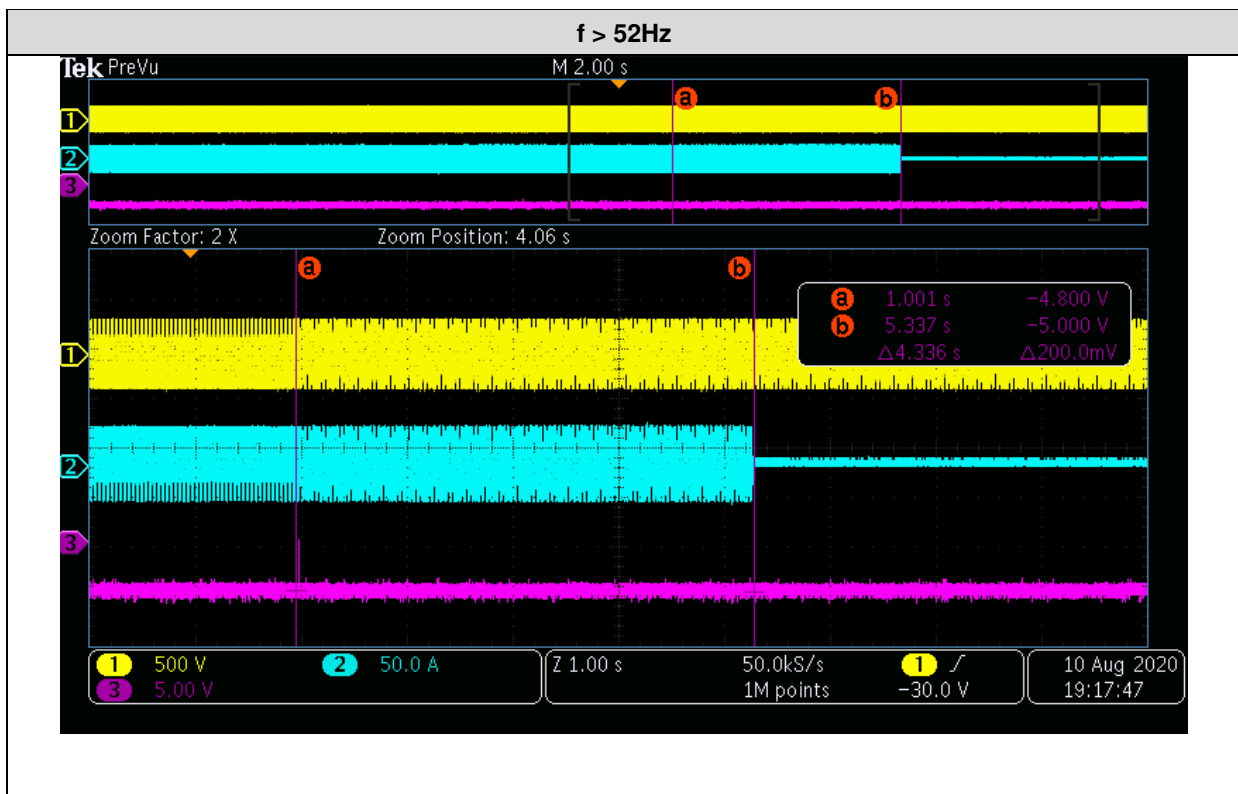 f > 52Hz
Tek PreVu M 2.00 s
a b
1
2
3
Zoom Factor: 2 X Zoom Position: 4.06 s
a b
a 1.001 s −4.800 V
b 5.337 s −5.000 V
△4.336 s △200.0mV
1
2
3
1 500 V 2 50.0 A Z 1.00 s 50.0kS/s 1 10 Aug 2020
3 5.00 V 1M points −30.0 V 19:17:47